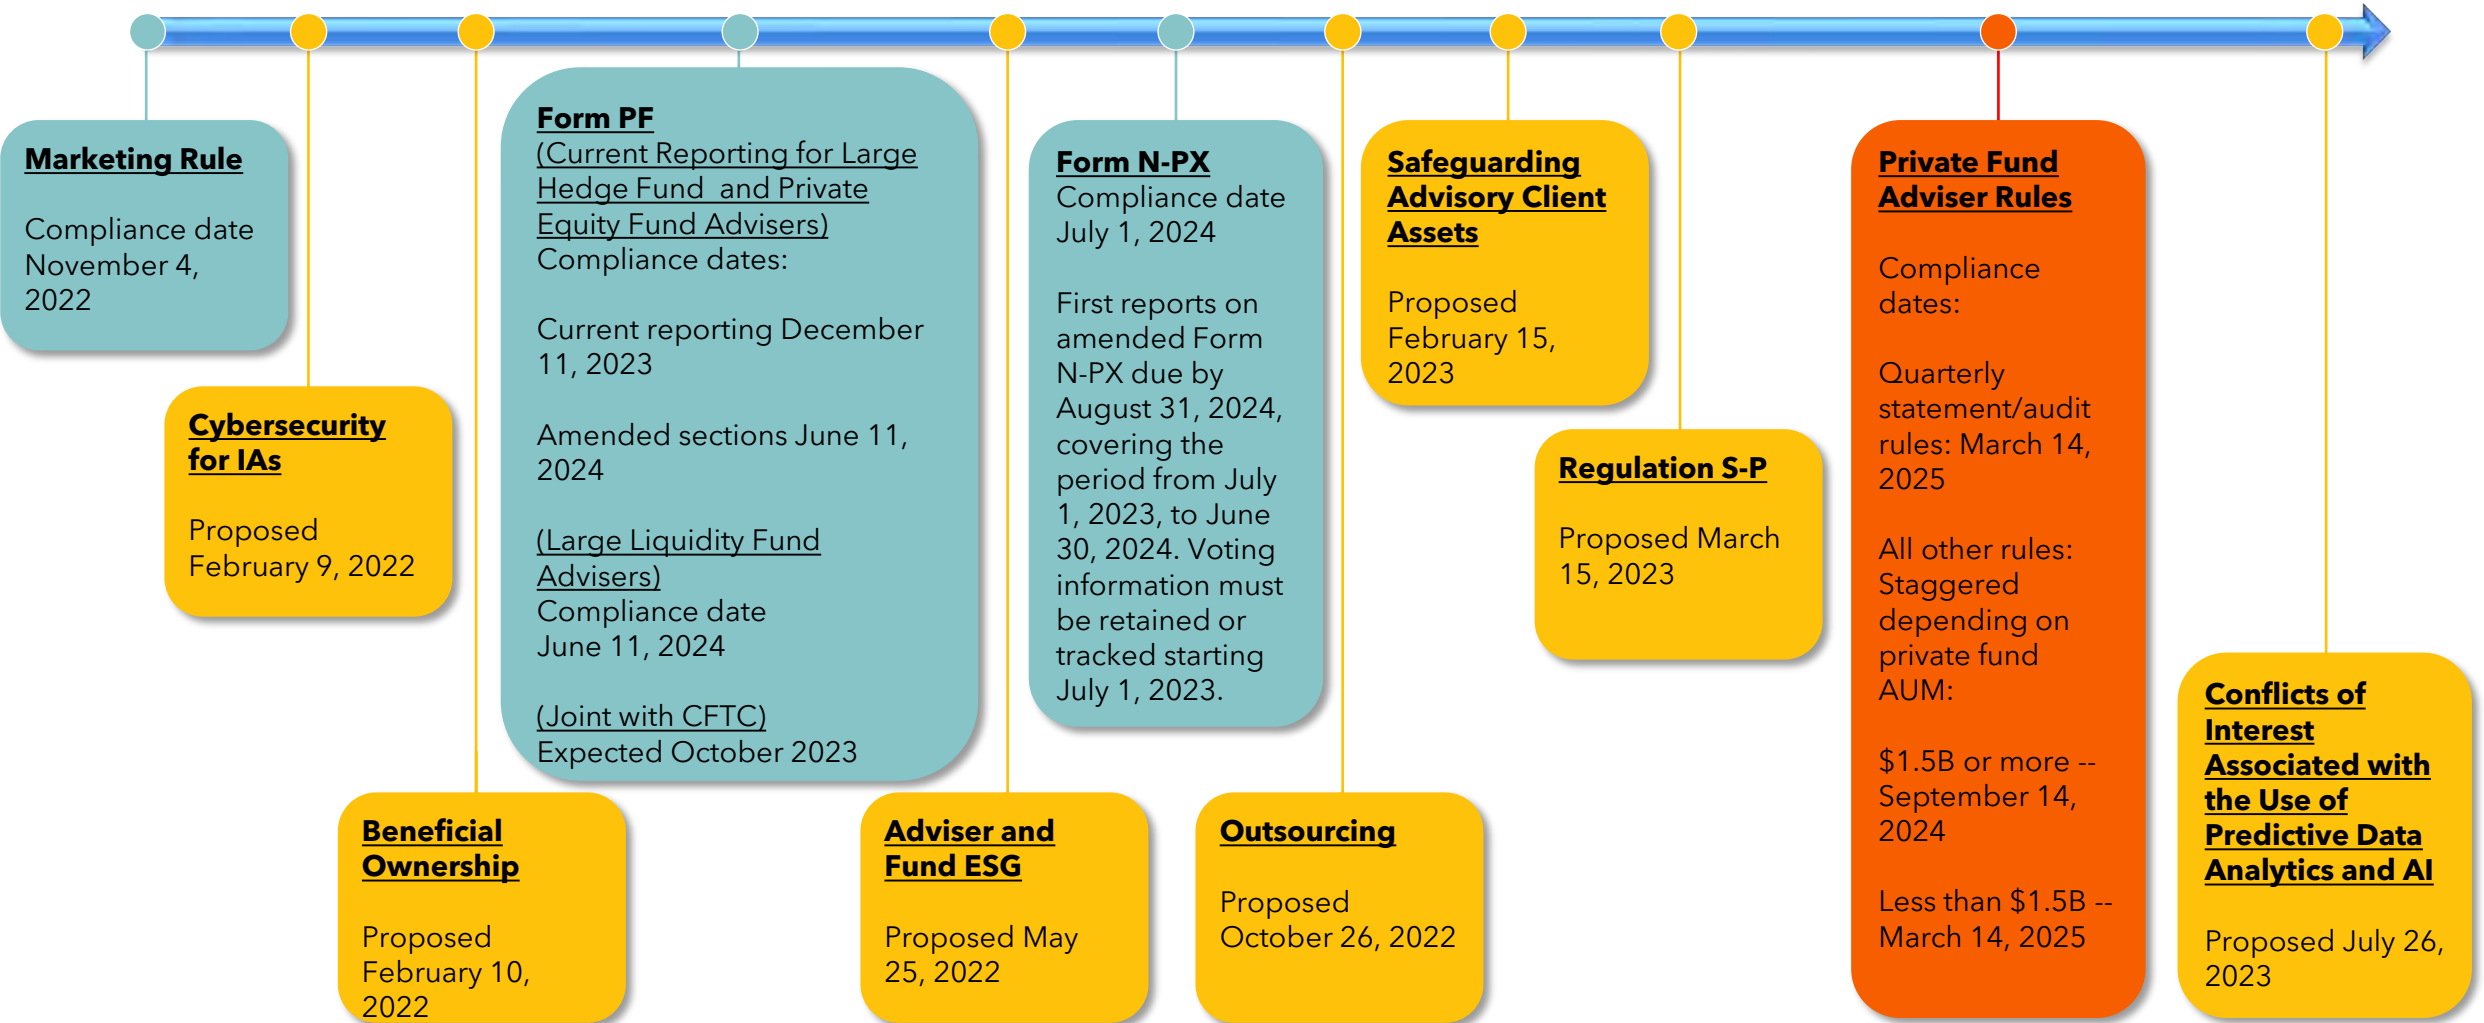 Marketing Rule
Compliance date
November 4,
2022
Cybersecurity
for IAs
Proposed
February 9, 2022
Beneficial
Ownership
Proposed
February 10,
2022
Form PF
(Current Reporting for Large
Hedge Fund and Private
Equity Fund Advisers)
Compliance dates:
Current reporting December
11, 2023
Amended sections June 11,
2024
(Large Liquidity Fund
Advisers)
Compliance date
June 11, 2024
(Joint with CFTC)
Expected October 2023
Adviser and
Fund ESG
Proposed May
25, 2022
Form N-PX
Compliance date
July 1, 2024
First reports on
amended Form
N-PX due by
August 31, 2024,
covering the
period from July
1, 2023, to June
30, 2024. Voting
information must
be retained or
tracked starting
July 1, 2023.
Outsourcing
Proposed
October 26, 2022
Safeguarding
Advisory Client
Assets
Proposed
February 15,
2023
Regulation S-P
Proposed March
15, 2023
Private Fund
Adviser Rules
Compliance
dates:
Quarterly
statement/audit
rules: March 14,
2025
All other rules:
Staggered
depending on
private fund
AUM:
$1.5B or more --
September 14,
2024
Less than $1.5B --
March 14, 2025
Conflicts of
Interest
Associated with
the Use of
Predictive Data
Analytics and AI
Proposed July 26,
2023